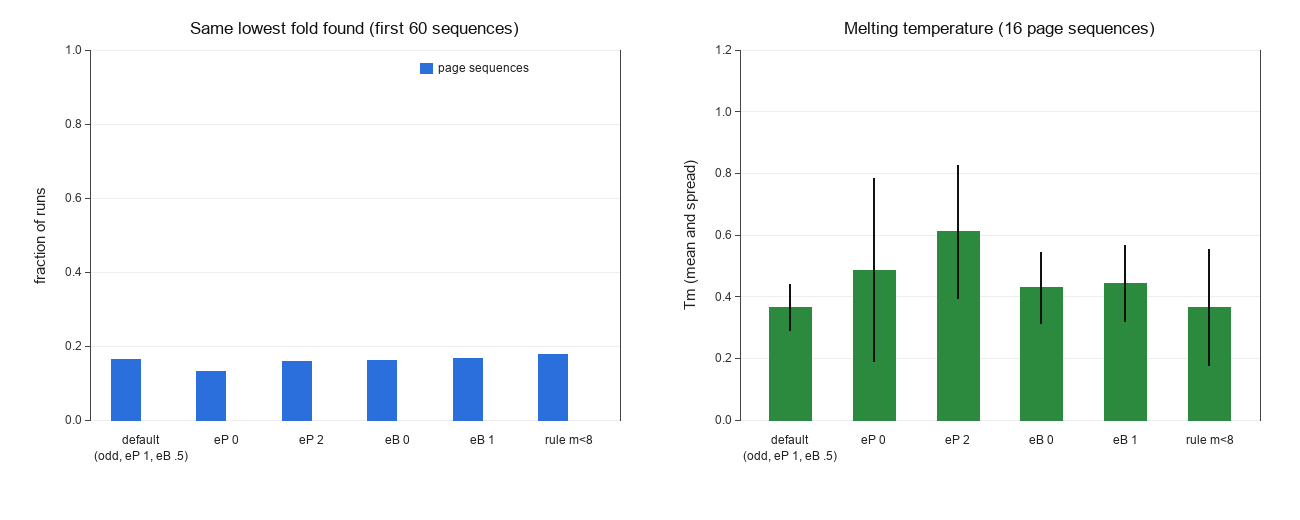 Same lowest fold found (first 60 sequences)
page sequences
fraction of runs
1.0
0.8
0.6
0.4
0.2
0.0
default
(odd, eP 1, eB .5)
eP 0
eP 2
eB 0
eB 1
rule m<8
Melting temperature (16 page sequences)
Tm (mean and spread)
1.2
1.0
0.8
0.6
0.4
0.2
0.0
default
(odd, eP 1, eB .5)
eP 0
eP 2
eB 0
eB 1
rule m<8